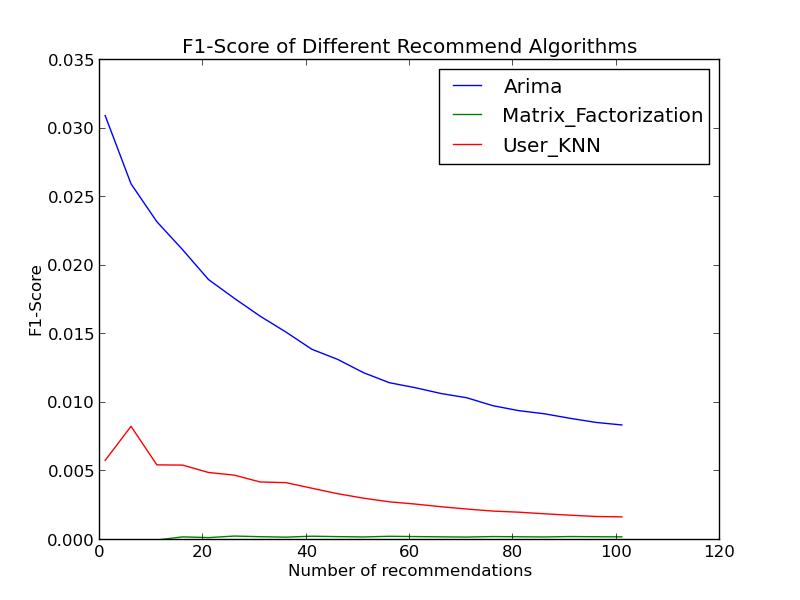 F1-Score of Different Recommend Algorithms
0.035
0.030
0.025
0.020
0.015
0.010
0.005
0.000
F1-Score
Arima
Matrix_Factorization
User_KNN
0 20 40 60 80 100 120
Number of recommendations